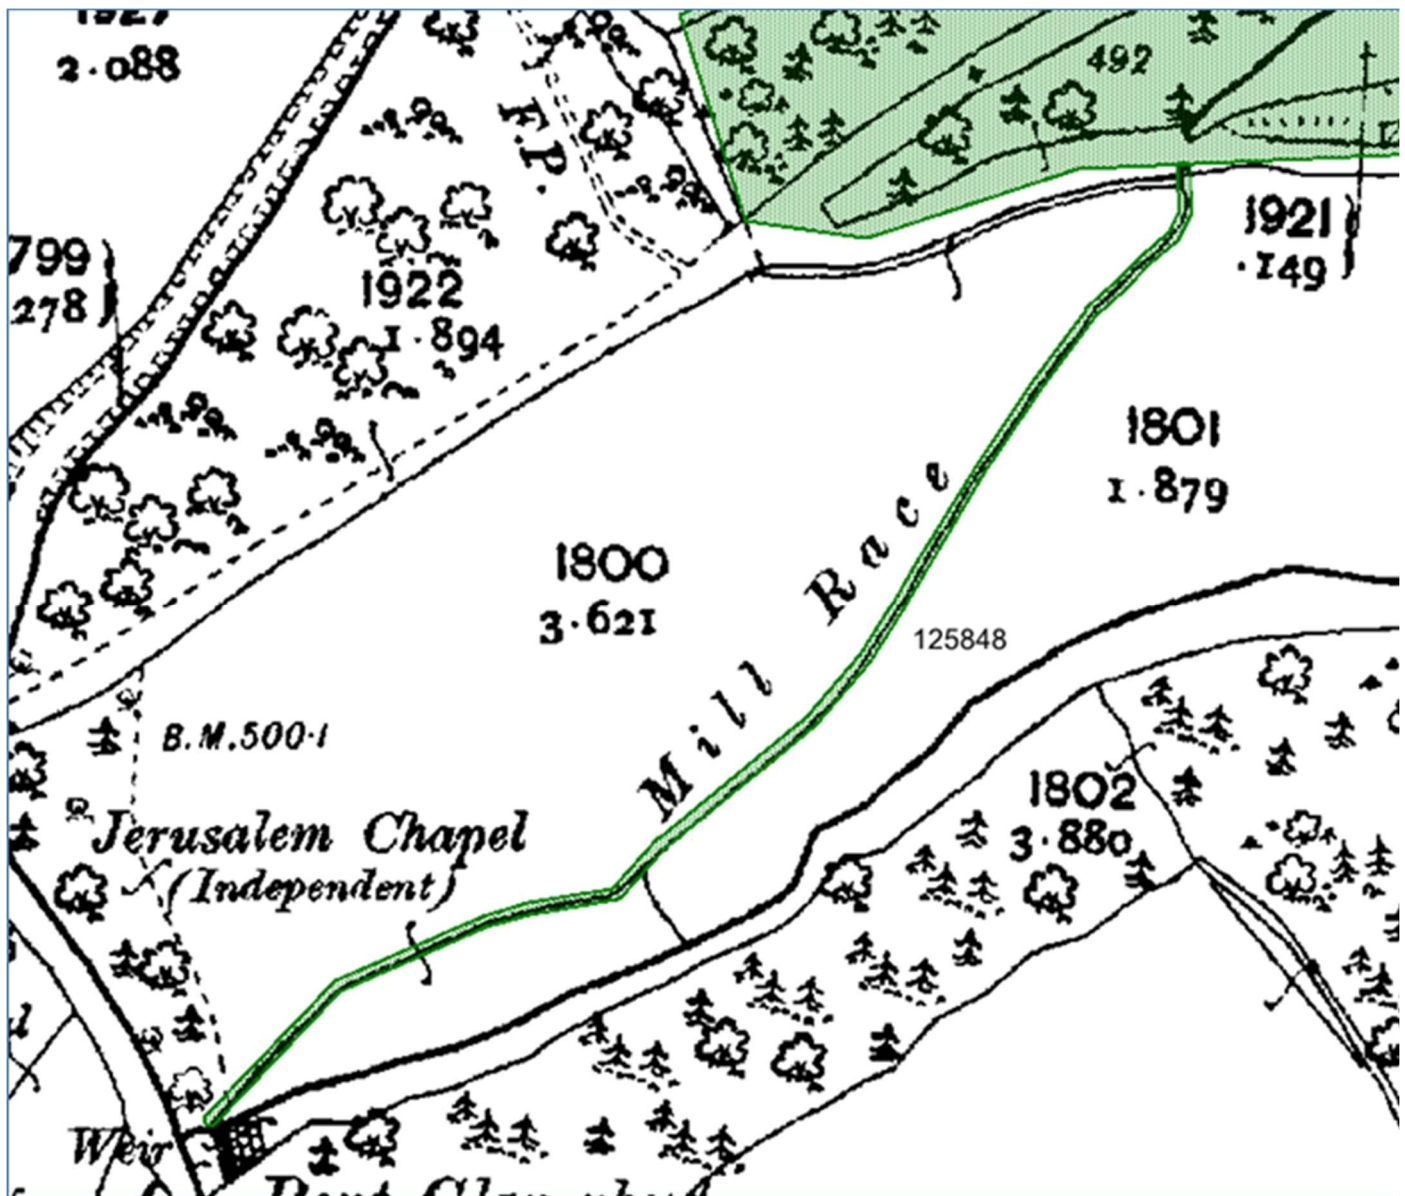 2.088
F.P.
492
1921
.149
799
278
1922
1.894
1801
1.879
1800
3.621
Mill Race
125848
B.M.500.1
1802
3.880
Jerusalem Chapel
(Independent)
Weir